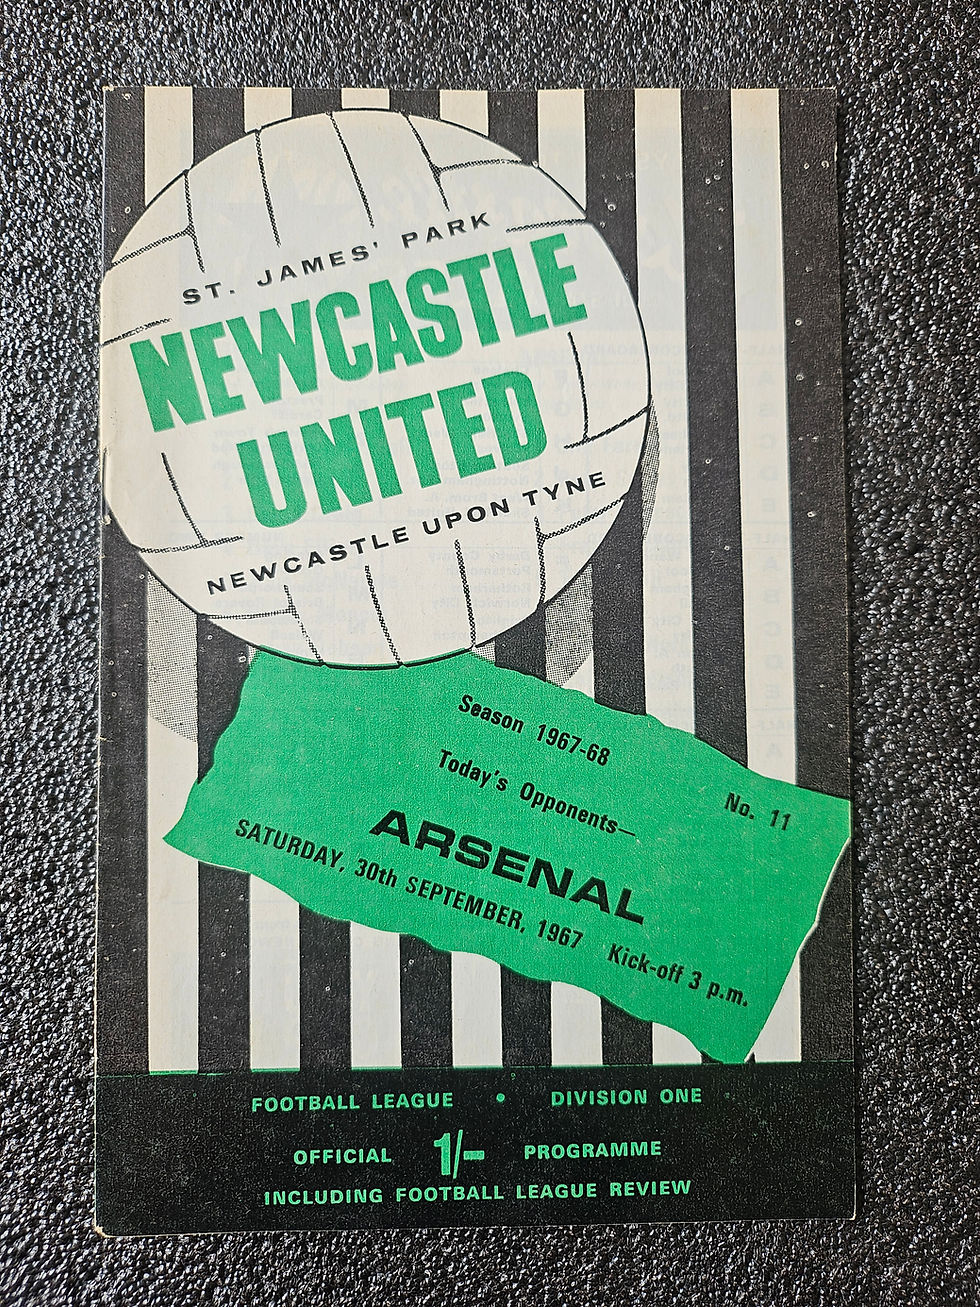 ST. JAMES' PARK
NEWCASTLE
UNITED
NEWCASTLE UPON TYNE
Season 1967-68
No. 11
Today's Opponents—
ARSENAL
SATURDAY, 30th SEPTEMBER, 1967 Kick-off 3 p.m.
FOOTBALL LEAGUE • DIVISION ONE
OFFICIAL 1/- PROGRAMME
INCLUDING FOOTBALL LEAGUE REVIEW